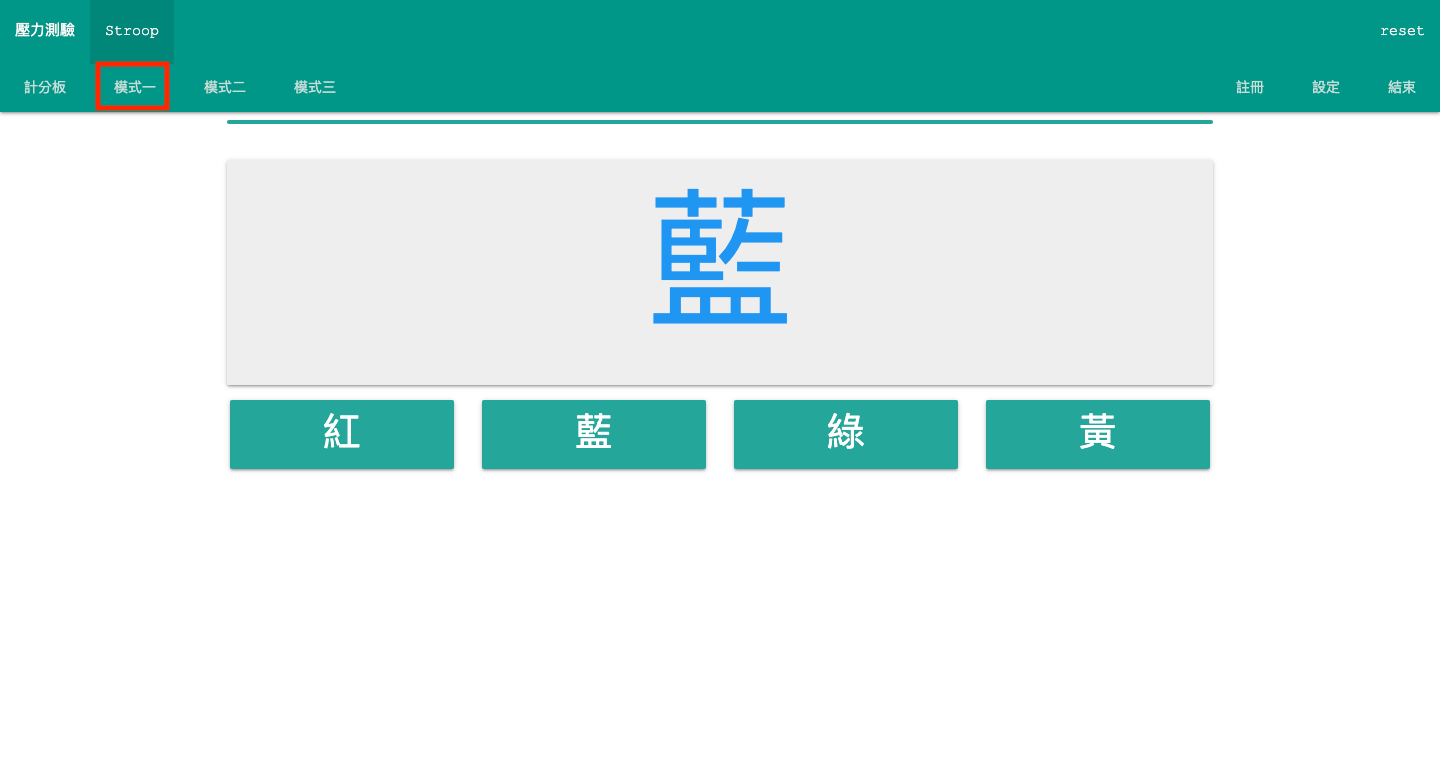 壓力測驗 Stroop reset
計分板 模式一 模式二 模式三 註冊 設定 結束
藍
紅 藍 綠 黃